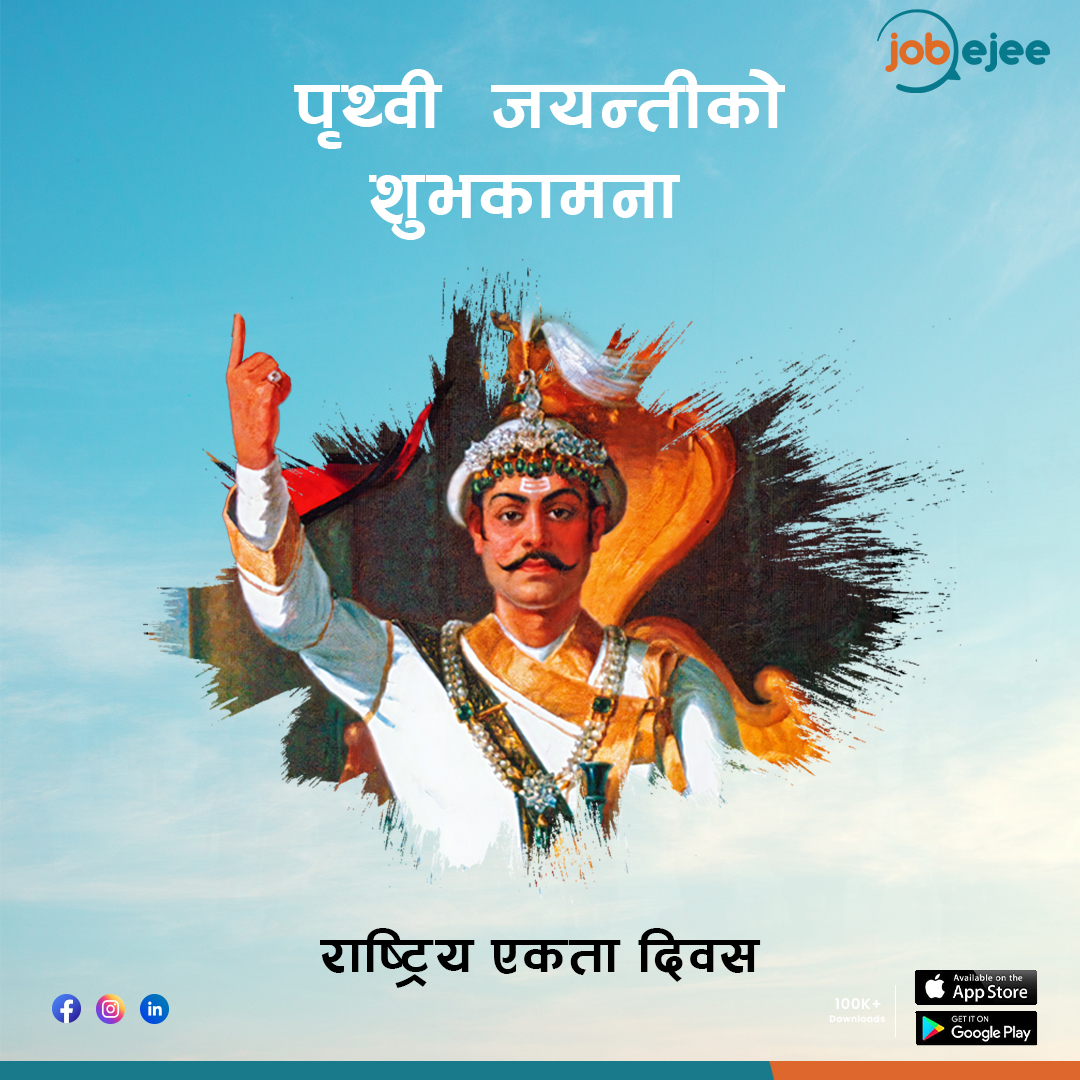 jobejee
पृथ्वी जयन्तीको
शुभकामना
राष्ट्रिय एकता दिवस
100K+
Downloads
Available on the
App Store
GET IT ON
Google Play